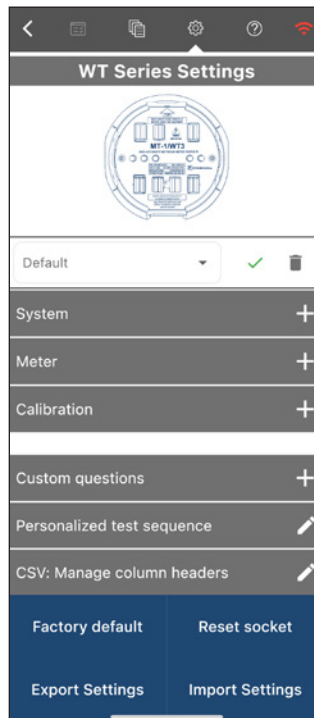 WT Series Settings
MT-1/WT3
Default
System
Meter
Calibration
Custom questions
Personalized test sequence
CSV: Manage column headers
Factory default
Reset socket
Export Settings
Import Settings